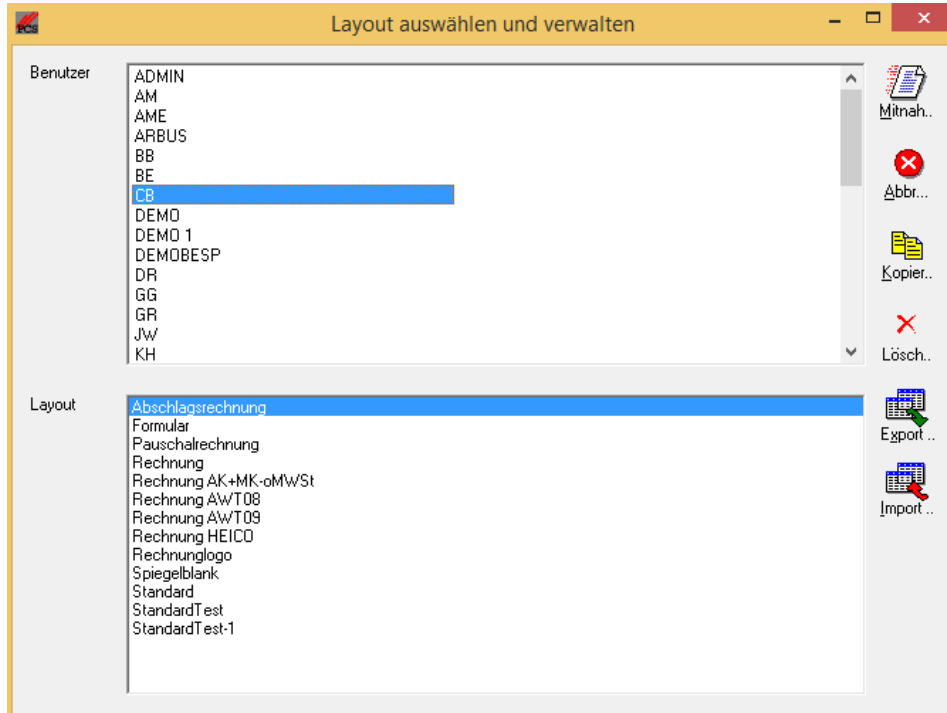 PCS
Layout auswählen und verwalten
Benutzer
ADMIN
AM
AME
ARBUS
BB
BE
CB
DEMO
DEMO 1
DEMOBESP
DR
GG
GR
JW
KH
Mitnah..
Abbr...
Kopier..
Lösch..
Export ..
Import ..
Layout
Abschlagsrechnung
Formular
Pauschalrechnung
Rechnung
Rechnung AK+MK-oMWSt
Rechnung AWT08
Rechnung AWT09
Rechnung HEICO
Rechnunglogo
Spiegelblank
Standard
StandardTest
StandardTest-1